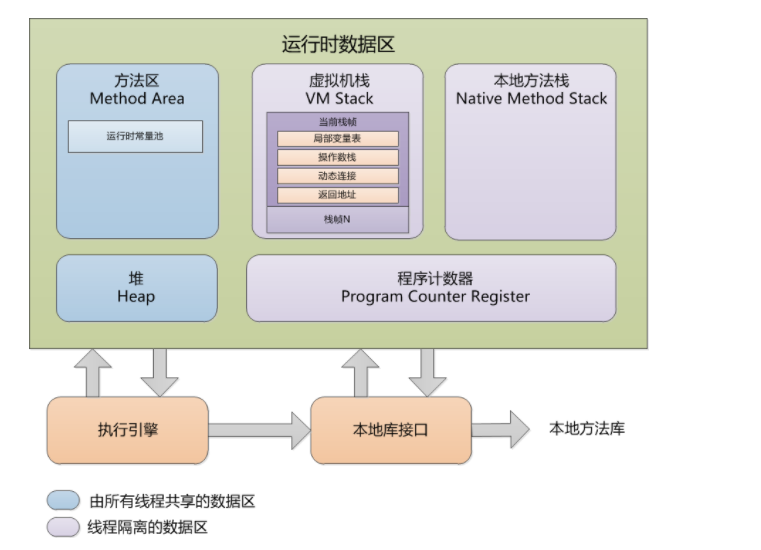 运行时数据区
方法区
Method Area
运行时常量池
虚拟机栈
VM Stack
当前栈帧
局部变量表
操作数栈
动态连接
返回地址
栈帧N
本地方法栈
Native Method Stack
堆
Heap
程序计数器
Program Counter Register
执行引擎
本地库接口
本地方法库
由所有线程共享的数据区
线程隔离的数据区